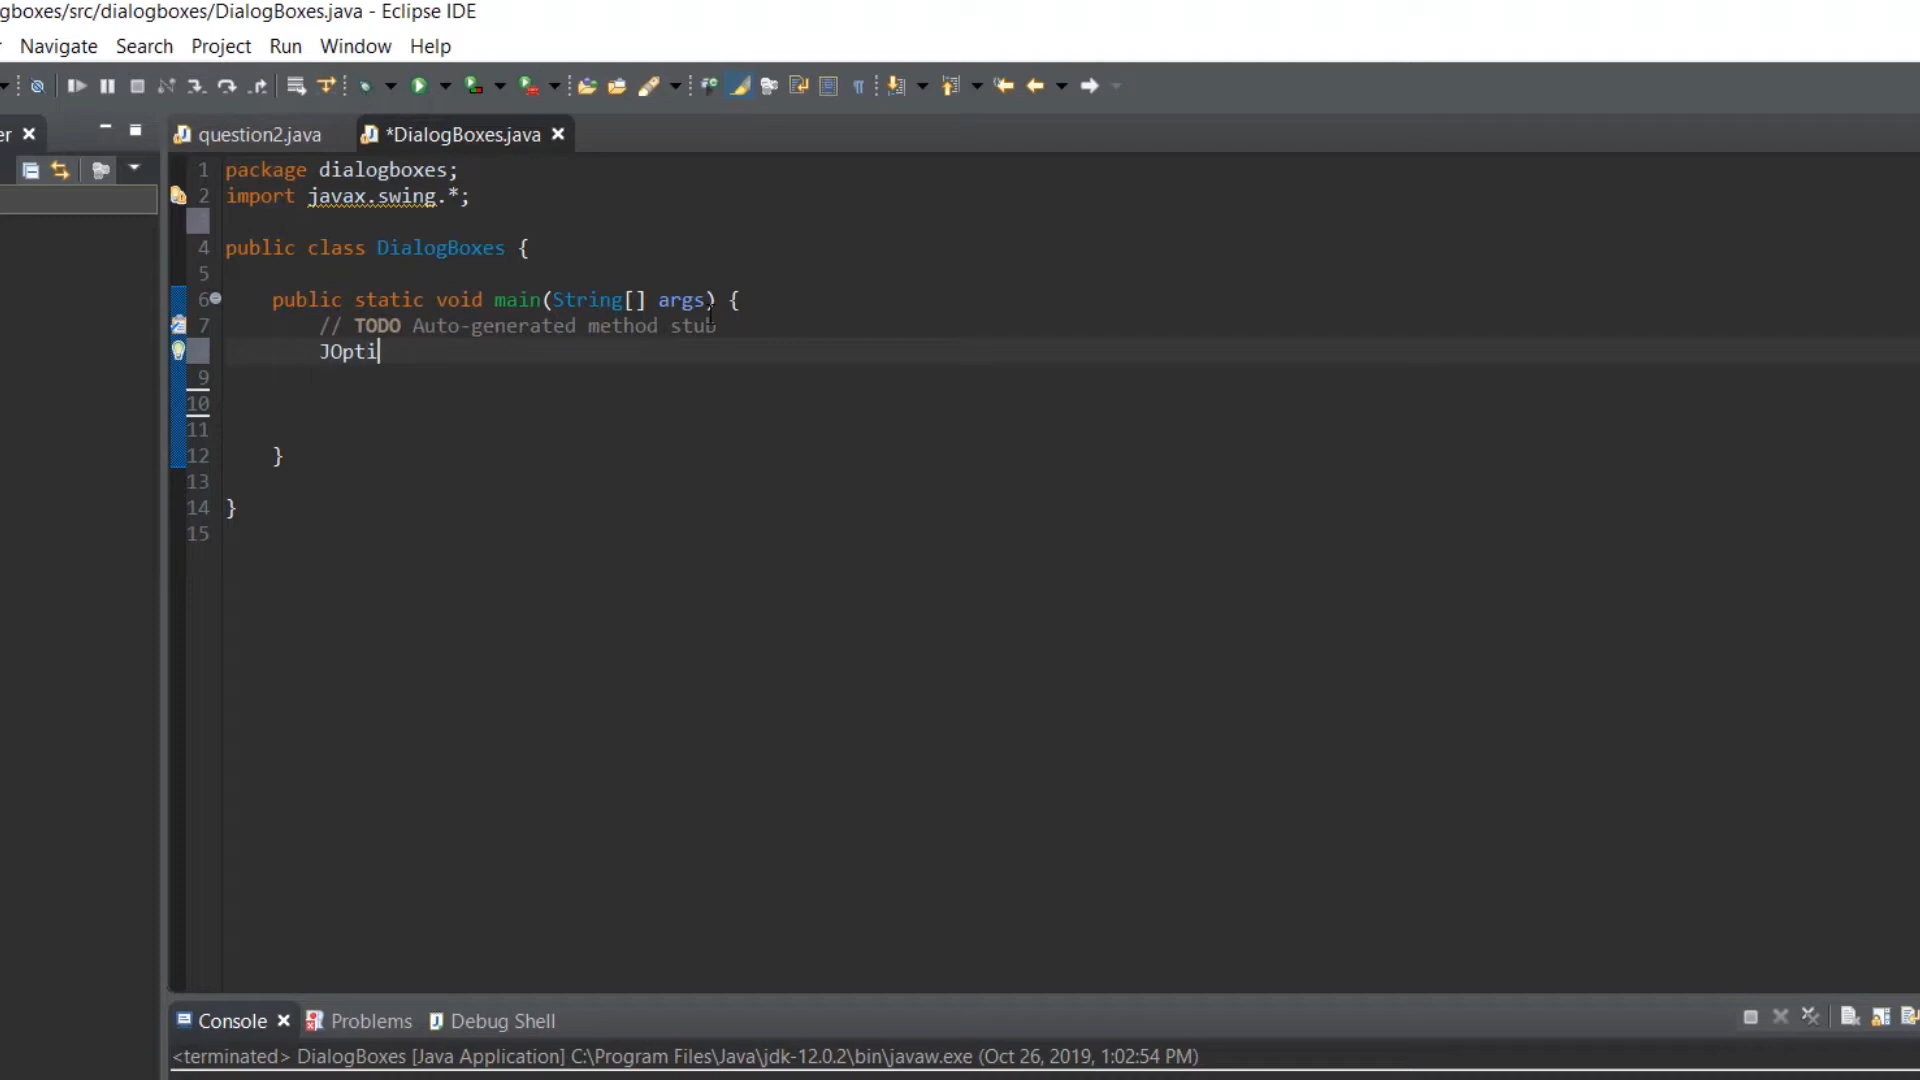 gboxes/src/dialogboxes/DialogBoxes.java - Eclipse IDE
Navigate Search Project Run Window Help
er question2.java *DialogBoxes.java
1 package dialogboxes;
2 import javax.swing.*;
4 public class DialogBoxes {
5
6 public static void main(String[] args) {
7 // TODO Auto-generated method stub
JOpti
9
10
11
12 }
13
14 }
15
Console Problems Debug Shell
<terminated> DialogBoxes [Java Application] C:\Program Files\Java\jdk-12.0.2\bin\javaw.exe (Oct 26, 2019, 1:02:54 PM)